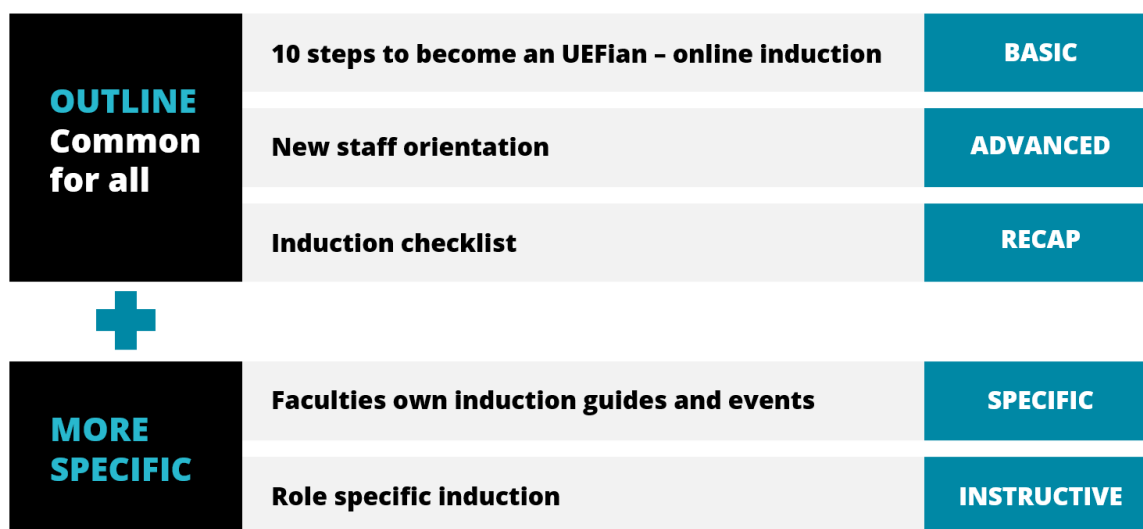 OUTLINE
Common
for all
10 steps to become an UEFian – online induction
BASIC
New staff orientation
ADVANCED
Induction checklist
RECAP
MORE
SPECIFIC
Faculties own induction guides and events
SPECIFIC
Role specific induction
INSTRUCTIVE